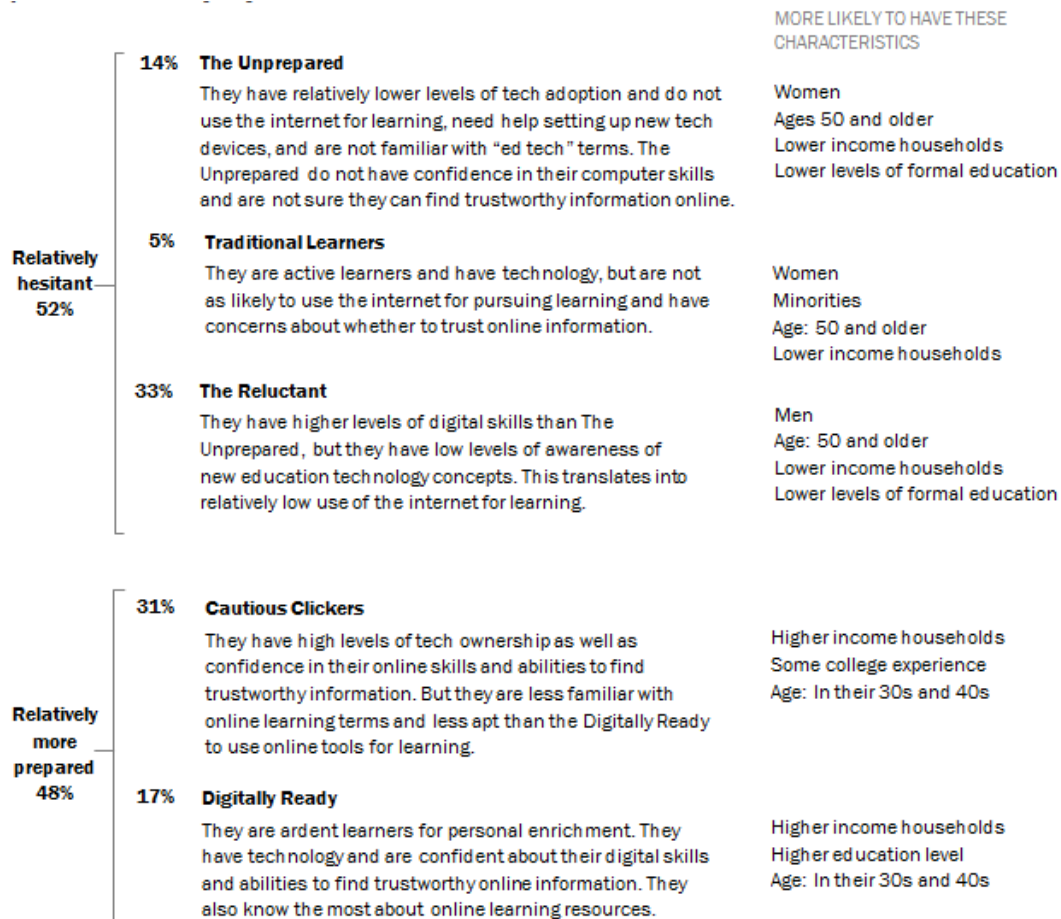 MORE LIKELY TO HAVE THESE
CHARACTERISTICS
14% The Unprepared
They have relatively lower levels of tech adoption and do not
use the internet for learning, need help setting up new tech
devices, and are not familiar with “ed tech” terms. The
Unprepared do not have confidence in their computer skills
and are not sure they can find trustworthy information online.
Women
Ages 50 and older
Lower income households
Lower levels of formal education
Relatively
hesitant
52%
5% Traditional Learners
They are active learners and have technology, but are not
as likely to use the internet for pursuing learning and have
concerns about whether to trust online information.
Women
Minorities
Age: 50 and older
Lower income households
33% The Reluctant
They have higher levels of digital skills than The
Unprepared, but they have low levels of awareness of
new education technology concepts. This translates into
relatively low use of the internet for learning.
Men
Age: 50 and older
Lower income households
Lower levels of formal education
31% Cautious Clickers
They have high levels of tech ownership as well as
confidence in their online skills and abilities to find
trustworthy information. But they are less familiar with
online learning terms and less apt than the Digitally Ready
to use online tools for learning.
Higher income households
Some college experience
Age: In their 30s and 40s
Relatively
more
prepared
48%
17% Digitally Ready
They are ardent learners for personal enrichment. They
have technology and are confident about their digital skills
and abilities to find trustworthy online information. They
also know the most about online learning resources.
Higher income households
Higher education level
Age: In their 30s and 40s